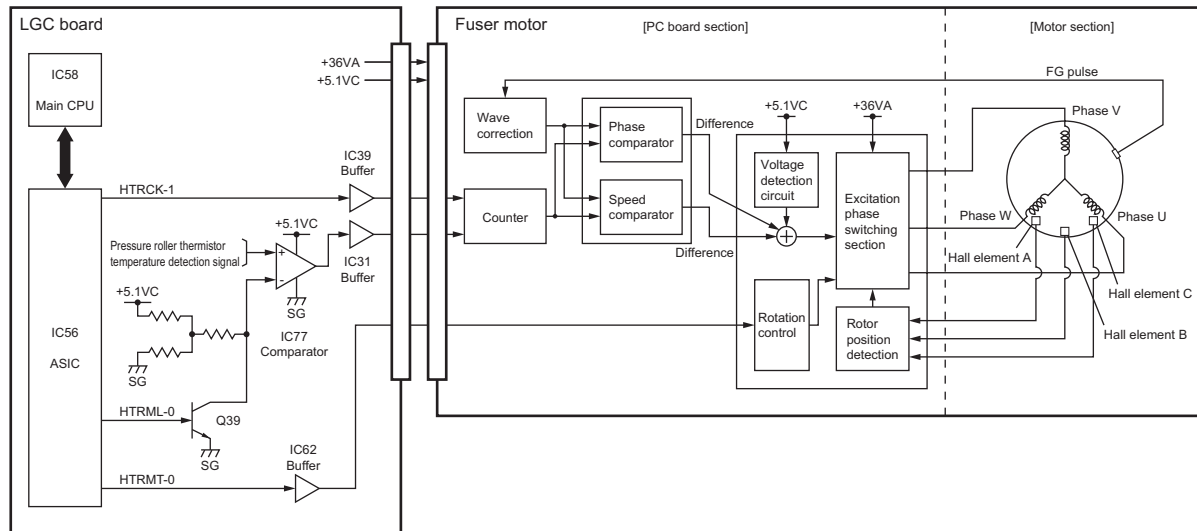 LGC board
IC58
Main CPU
IC56
ASIC
HTRCK-1
IC39
Buffer
+5.1VC
Pressure roller thermistor
temperature detection signal
+
-
IC31
Buffer
SG
IC77
Comparator
+5.1VC
SG
HTRML-0
Q39
SG
HTRMT-0
IC62
Buffer
+36VA
+5.1VC
Fuser motor
[PC board section]
[Motor section]
FG pulse
Wave
correction
Phase
comparator
Difference
Counter
Speed
comparator
Difference
+5.1VC
+36VA
Voltage
detection
circuit
+
Excitation
phase
switching
section
Rotation
control
Rotor
position
detection
Phase V
Phase W
Phase U
Hall element A
Hall element C
Hall element B